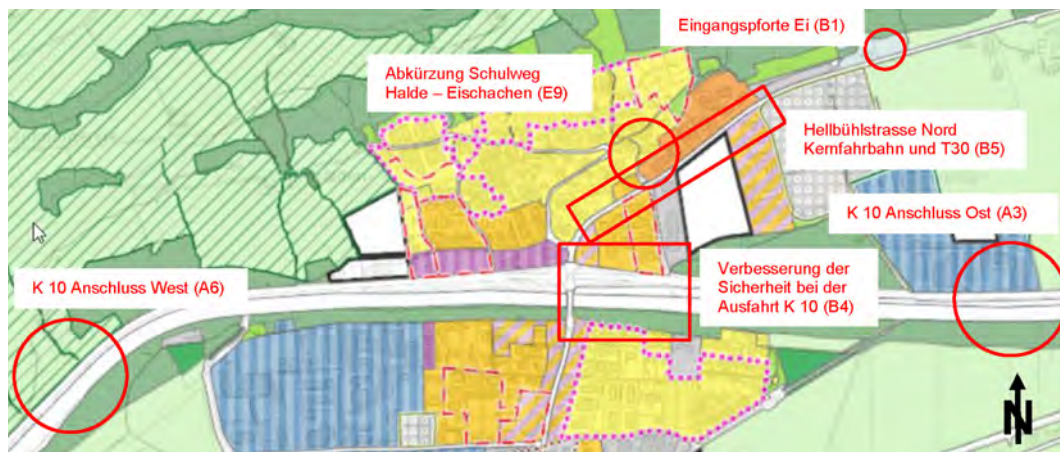 Eingangspforte Ei (B1)
Abkürzung Schulweg
Halde – Eischachen (E9)
Hellbühlstrasse Nord
Kernfahrbahn und T30 (B5)
K 10 Anschluss Ost (A3)
K 10 Anschluss West (A6)
Verbesserung der
Sicherheit bei der
Ausfahrt K 10 (B4)
N